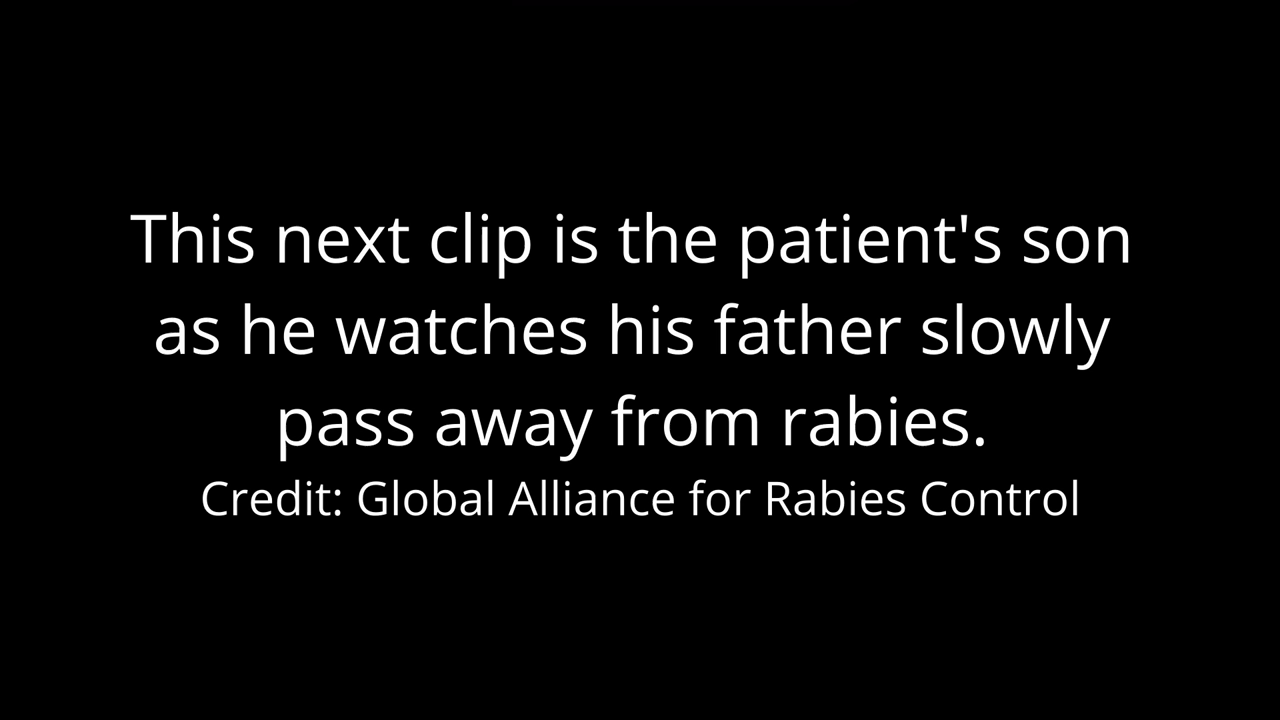 This next clip is the patient's son
as he watches his father slowly
pass away from rabies.
Credit: Global Alliance for Rabies Control